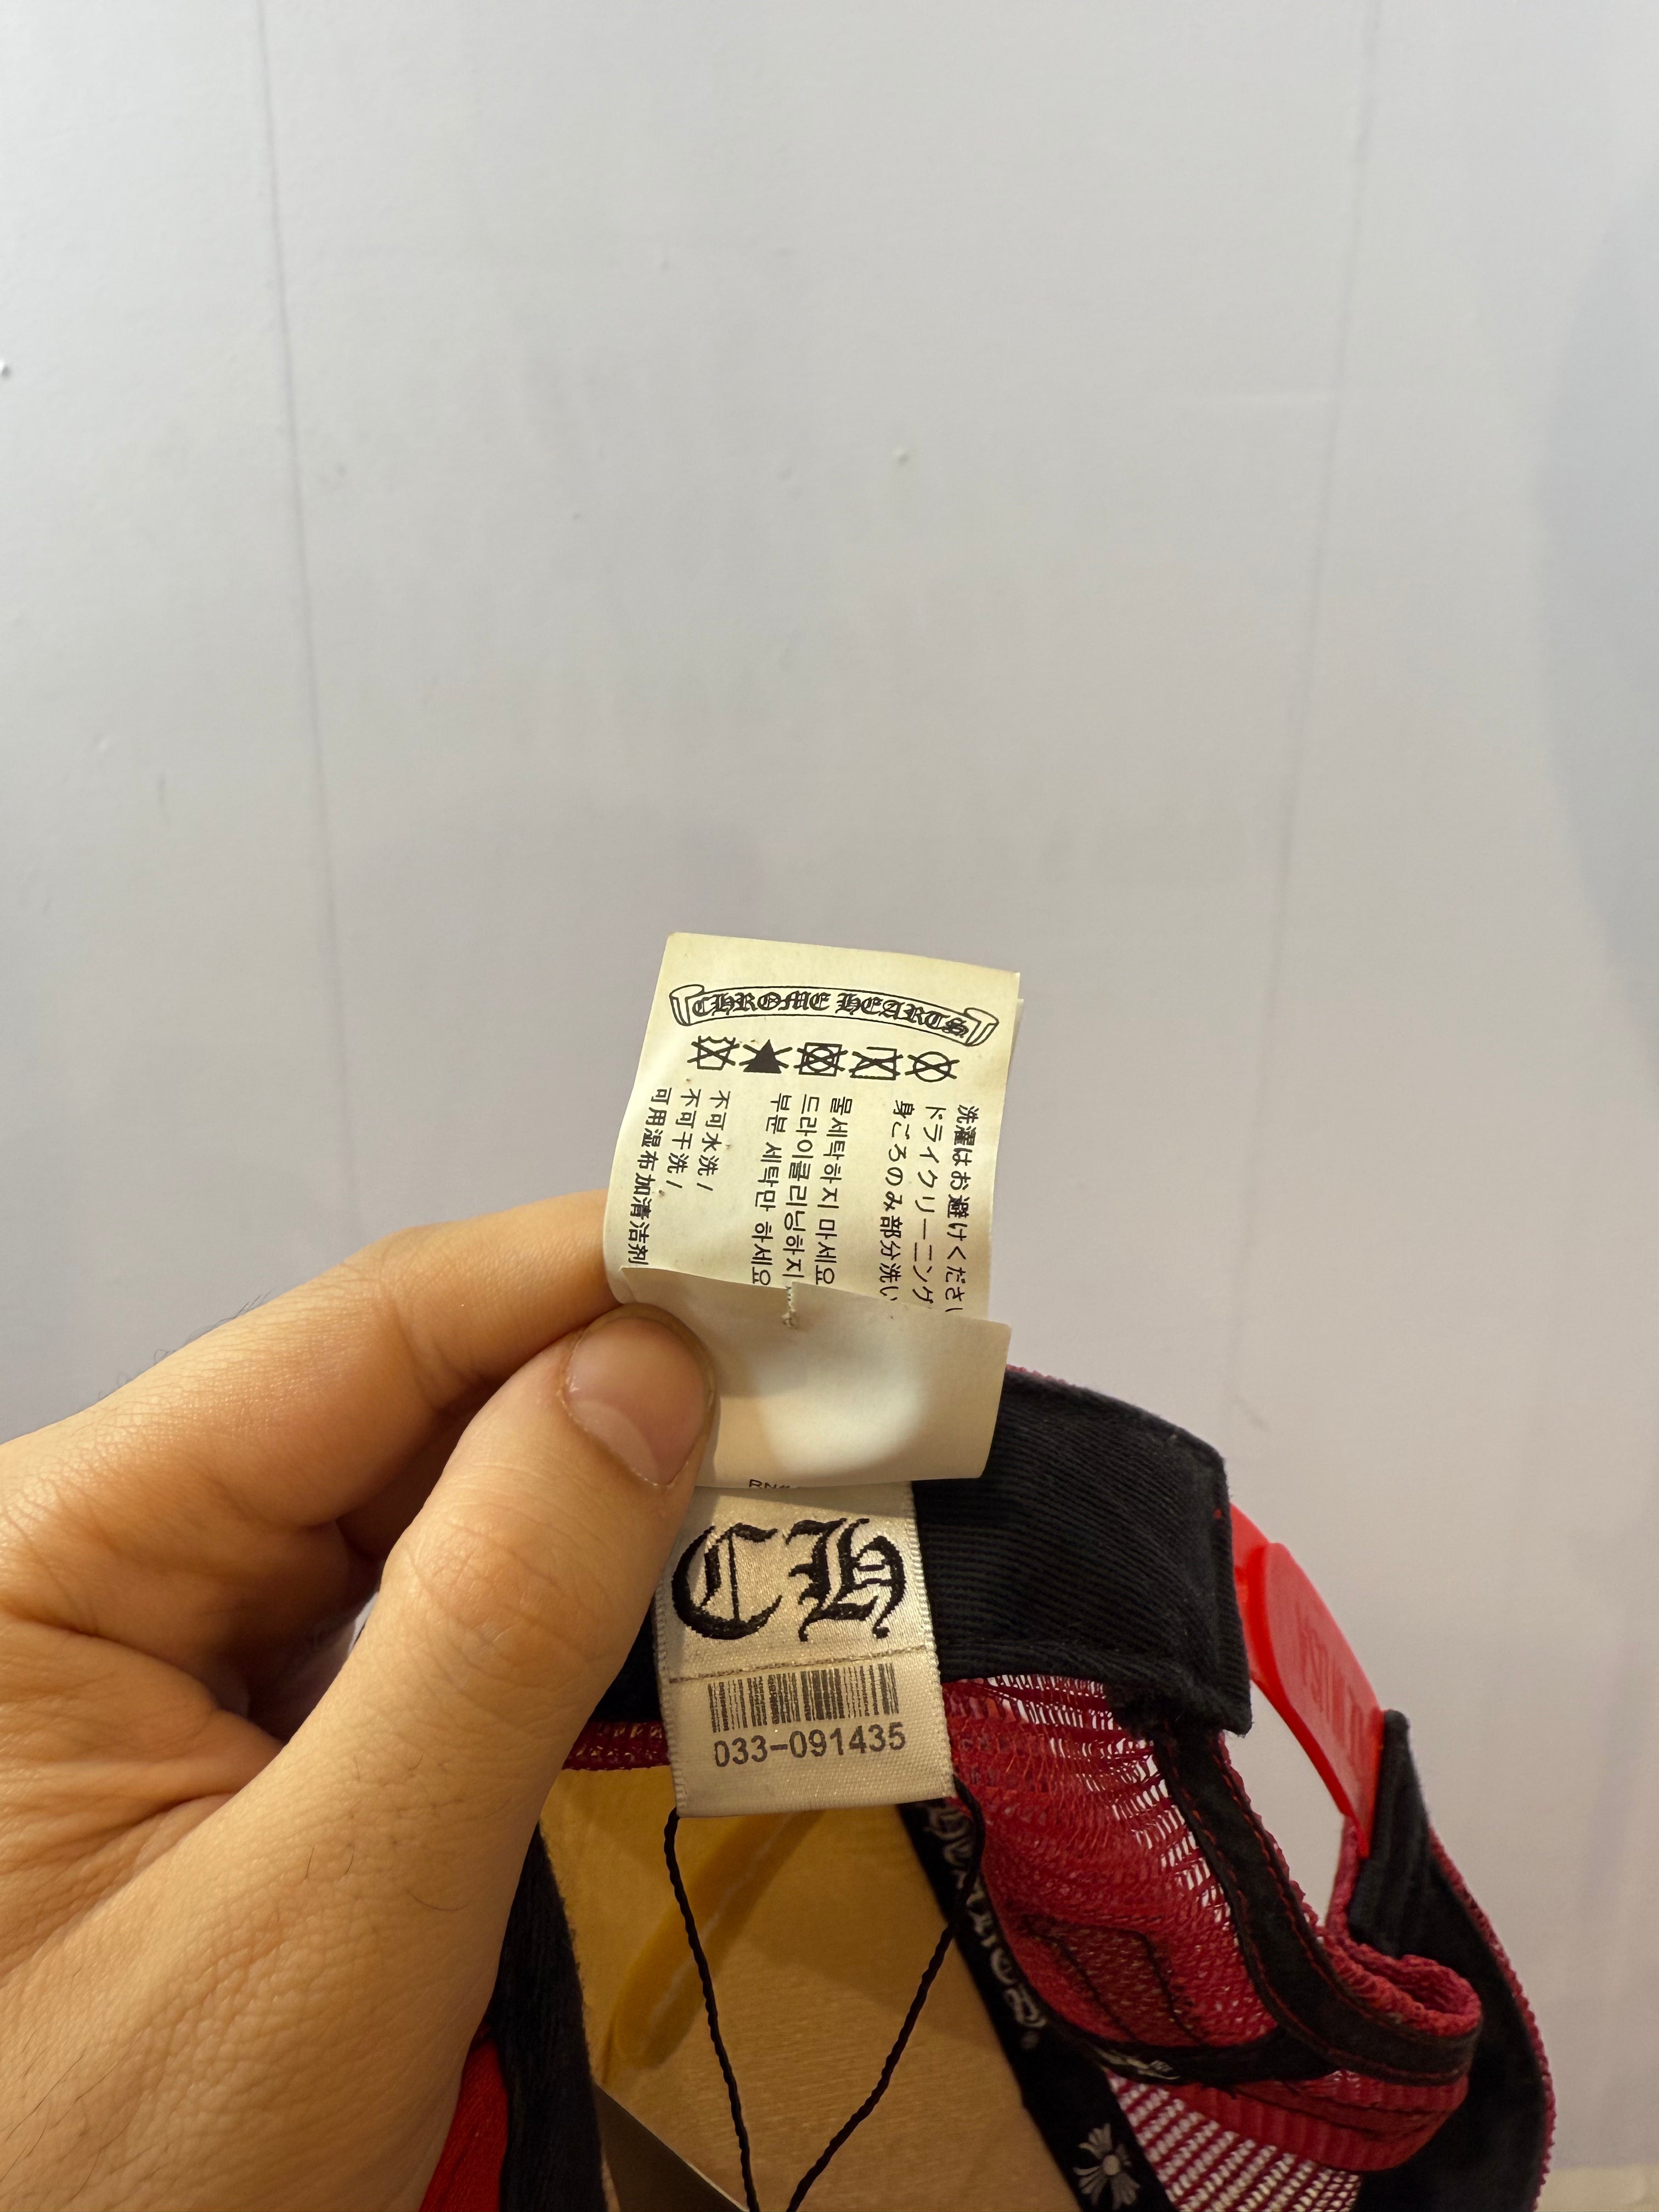 CHROME HEARTS
洗濯はお避けくださ
ドライクリーニング
身ごろのみ部分洗い
물세탁하지 마세요
드라이클리닝하지
부분 세탁만 하세요
不可水洗 /
不可干洗 /
可用湿布加清洁剂
RN
CH
033-091435